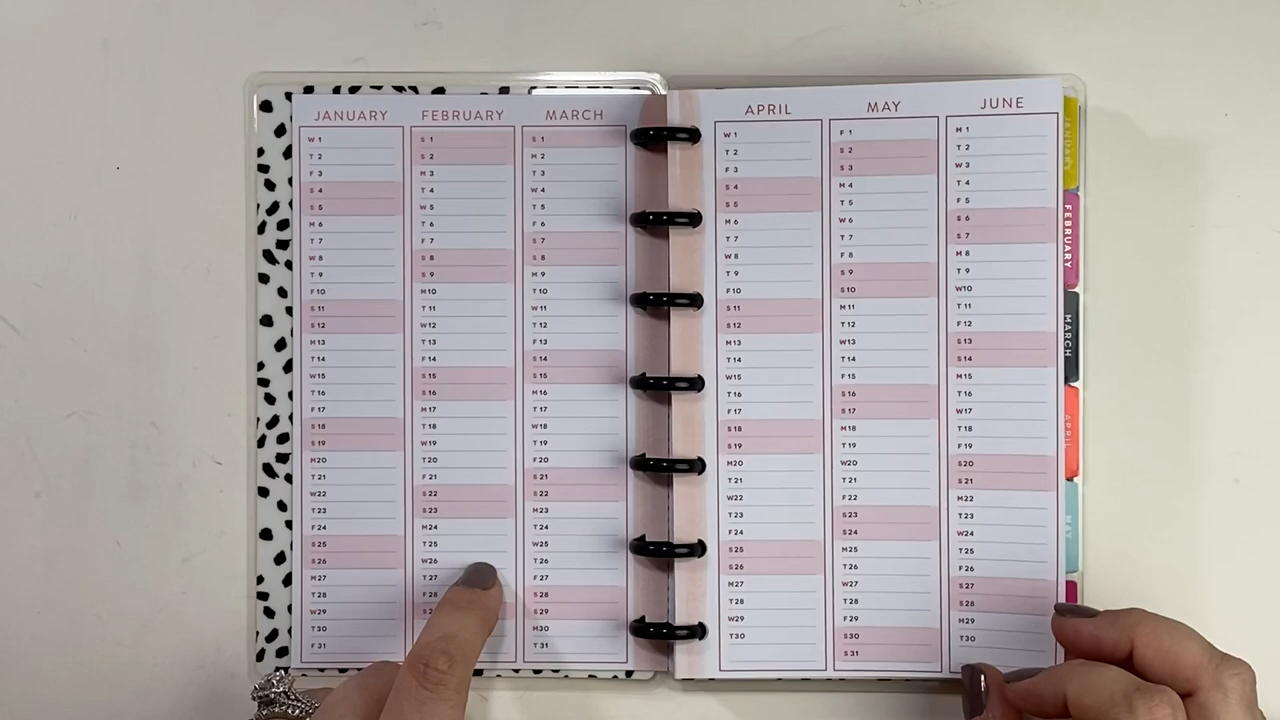 JANUARY
W 1
T 2
F 3
S 4
S 5
M 6
T 7
W 8
T 9
F 10
S 11
S 12
M 13
T 14
W 15
T 16
F 17
S 18
S 19
M 20
T 21
W 22
T 23
F 24
S 25
S 26
M 27
T 28
W 29
T 30
F 31
FEBRUARY
S 1
S 2
M 3
T 4
W 5
T 6
F 7
S 8
S 9
M 10
T 11
W 12
T 13
F 14
S 15
S 16
M 17
T 18
W 19
T 20
F 21
S 22
S 23
M 24
T 25
W 26
T 27
F 28
MARCH
S 1
M 2
T 3
W 4
T 5
F 6
S 7
S 8
M 9
T 10
W 11
T 12
F 13
S 14
S 15
M 16
T 17
W 18
T 19
F 20
S 21
S 22
M 23
T 24
W 25
T 26
F 27
S 28
S 29
M 30
T 31
APRIL
W 1
T 2
F 3
S 4
S 5
M 6
T 7
W 8
T 9
F 10
S 11
S 12
M 13
T 14
W 15
T 16
F 17
S 18
S 19
M 20
T 21
W 22
T 23
F 24
S 25
S 26
M 27
T 28
W 29
T 30
MAY
F 1
S 2
S 3
M 4
T 5
W 6
T 7
F 8
S 9
S 10
M 11
T 12
W 13
T 14
F 15
S 16
S 17
M 18
T 19
W 20
T 21
F 22
S 23
S 24
M 25
T 26
W 27
T 28
F 29
S 30
S 31
JUNE
M 1
T 2
W 3
T 4
F 5
S 6
S 7
M 8
T 9
W 10
T 11
F 12
S 13
S 14
M 15
T 16
W 17
T 18
F 19
S 20
S 21
M 22
T 23
W 24
T 25
F 26
S 27
S 28
M 29
T 30
JANUARY
FEBRUARY
MARCH
APRIL
MAY